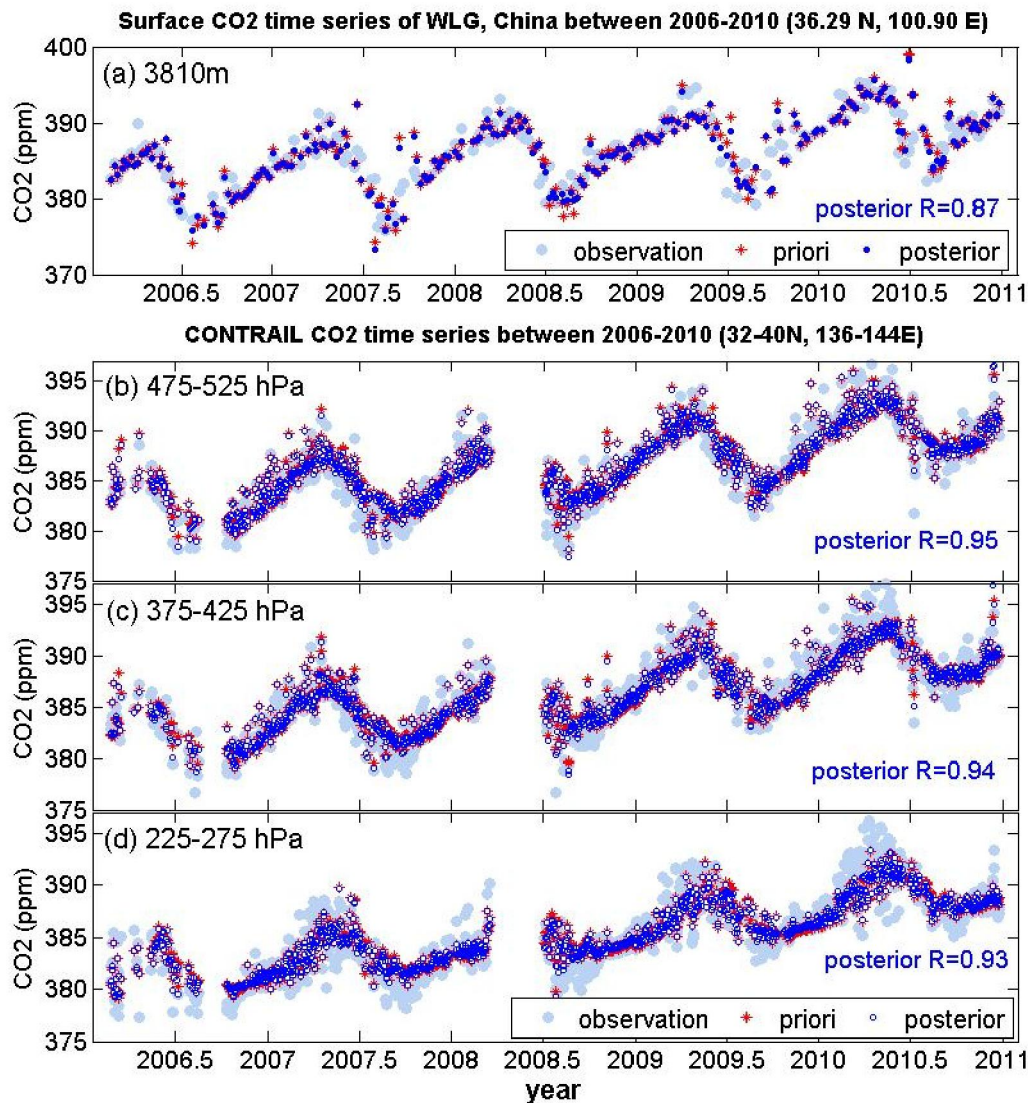 Surface CO2 time series of WLG, China between 2006-2010 (36.29 N, 100.90 E)
400
390
380
370
CO2 (ppm)
(a) 3810m
posterior R=0.87
observation priori posterior
2006.5 2007 2007.5 2008 2008.5 2009 2009.5 2010 2010.5 2011
CONTRAIL CO2 time series between 2006-2010 (32-40N, 136-144E)
395
390
385
380
375
CO2 (ppm)
(b) 475-525 hPa
posterior R=0.95
395
390
385
380
375
CO2 (ppm)
(c) 375-425 hPa
posterior R=0.94
395
390
385
380
375
CO2 (ppm)
(d) 225-275 hPa
posterior R=0.93
observation priori posterior
2006.5 2007 2007.5 2008 2008.5 2009 2009.5 2010 2010.5 2011
year